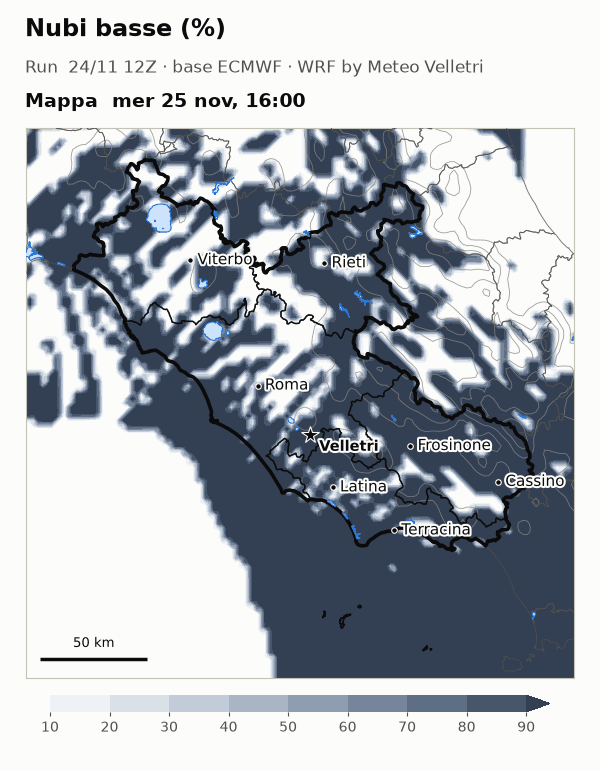 Nubi basse (%)
Run  24/11 12Z · base ECMWF · WRF by Meteo Velletri
Mappa  mer 25 nov, 16:00
Viterbo
Rieti
Roma
Velletri
Frosinone
Cassino
Latina
Terracina
50 km
10 20 30 40 50 60 70 80 90